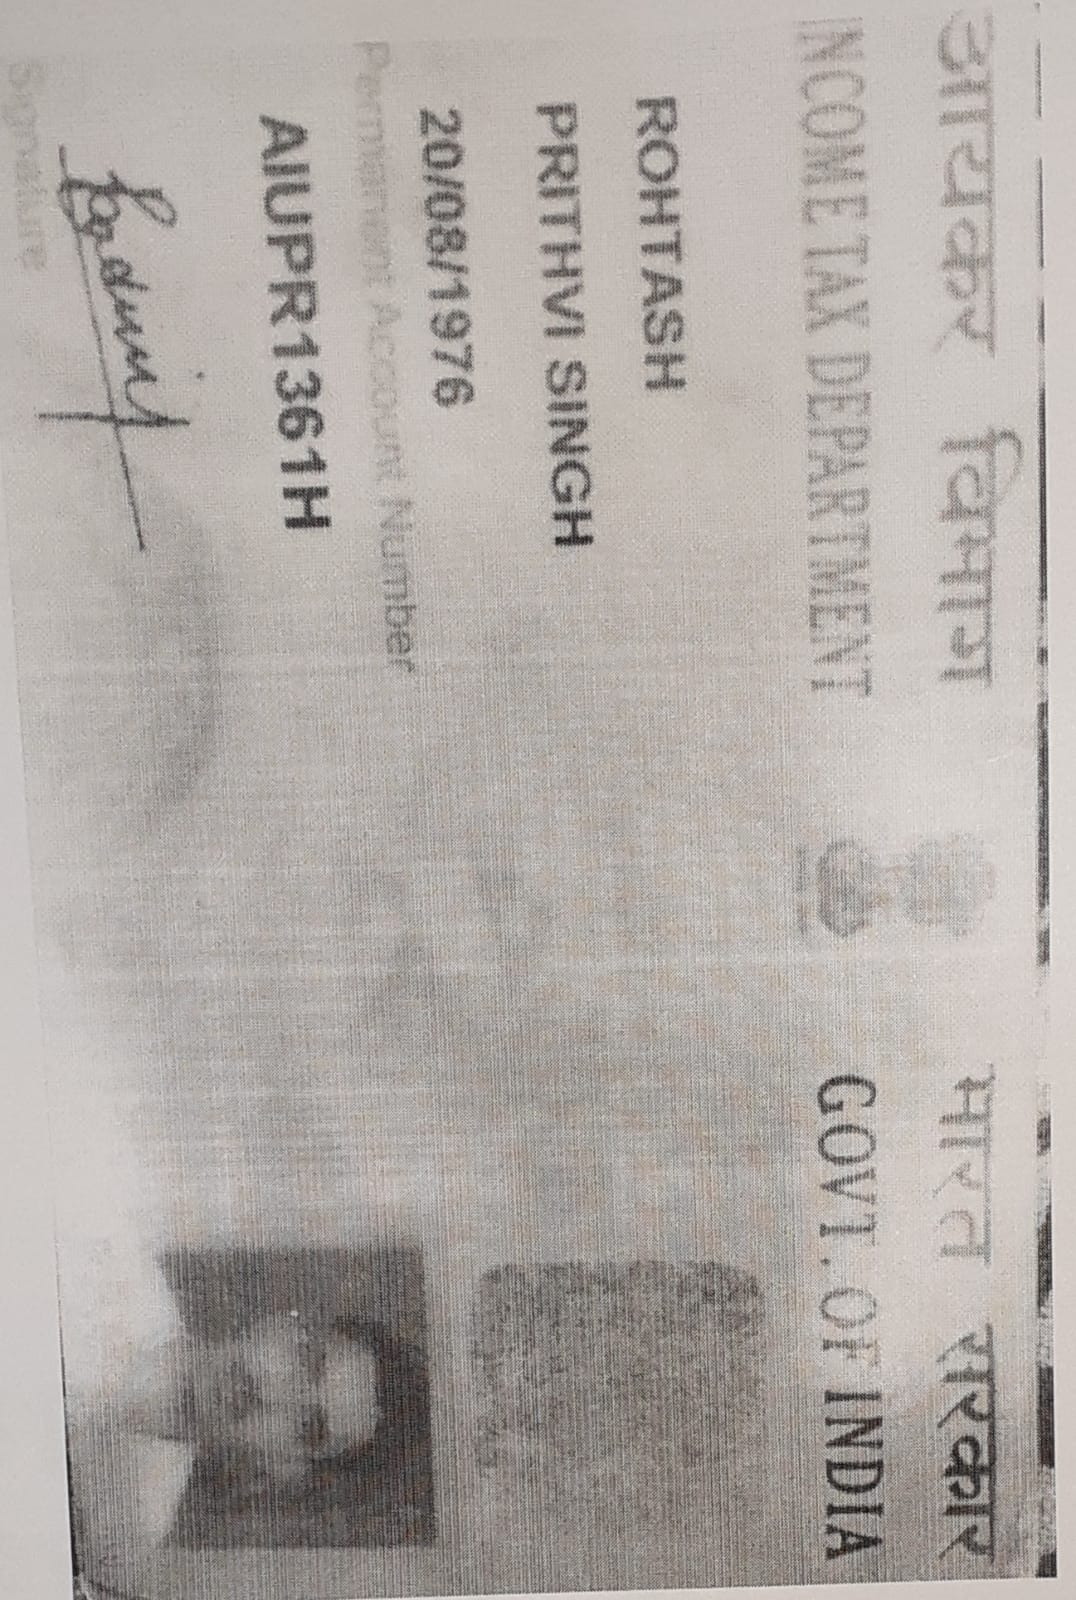 आयकर विभाग
भारत सरकार
INCOME TAX DEPARTMENT
GOVT. OF INDIA
ROHTASH
PRITHVI SINGH
20/08/1976
Permanent Account Number
AIUPR1361H
Signature